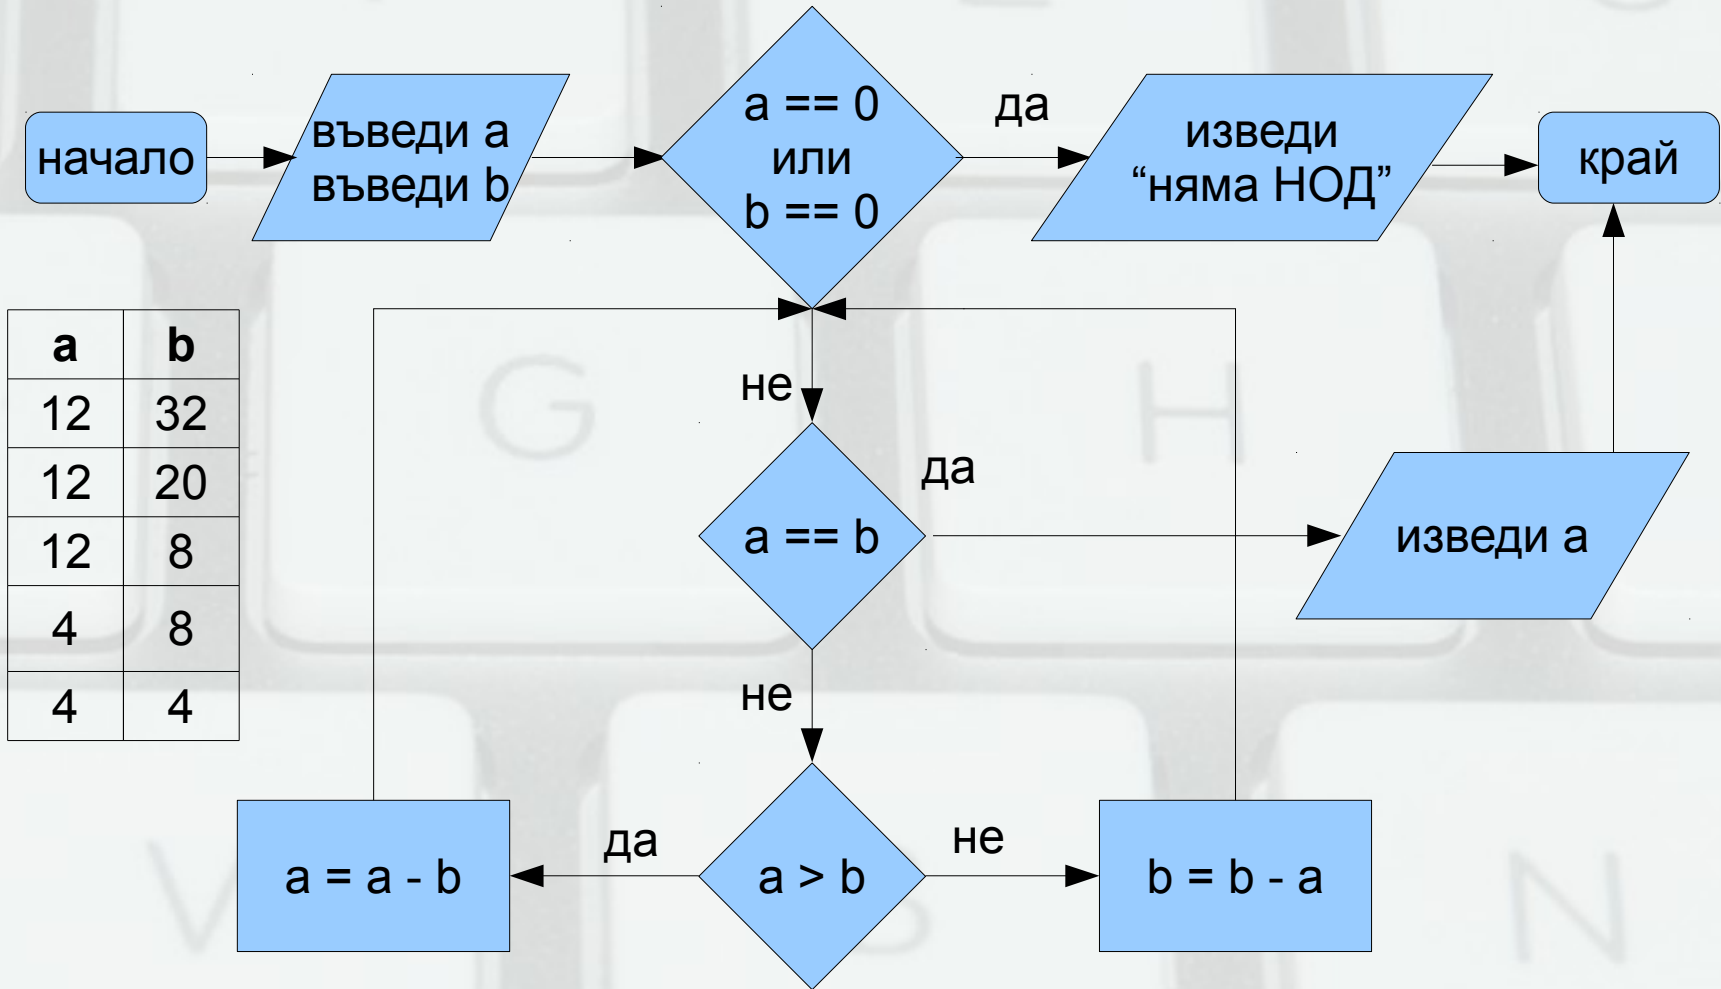 начало
въведи a
въведи b
a == 0
или
b == 0
да
изведи
“няма НОД”
край
a b
12 32
12 20
12 8
4 8
4 4
не
a == b
да
изведи a
не
a = a - b
да
a > b
не
b = b - a
G
H
V
B
N